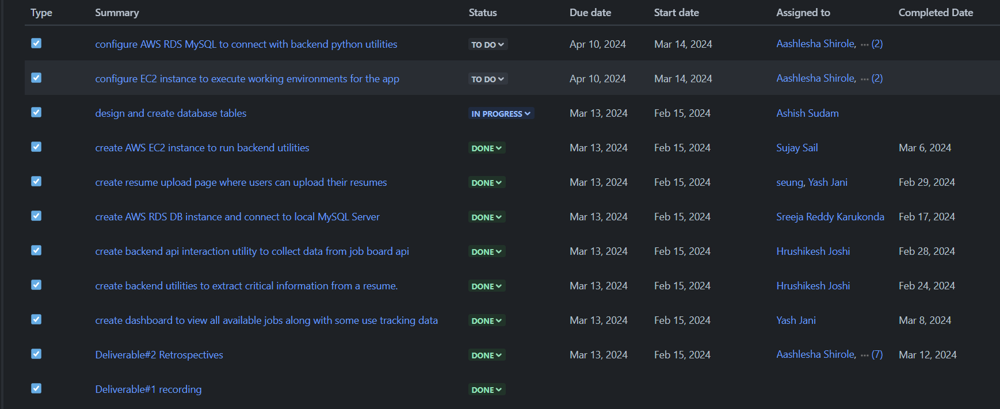 Type Summary Status Due date Start date Assigned to Completed Date
configure AWS RDS MySQL to connect with backend python utilities TO DO Apr 10, 2024 Mar 14, 2024 Aashlesha Shirole, ··· (2)
configure EC2 instance to execute working environments for the app TO DO Apr 10, 2024 Mar 14, 2024 Aashlesha Shirole, ··· (2)
design and create database tables IN PROGRESS Mar 13, 2024 Feb 15, 2024 Ashish Sudam
create AWS EC2 instance to run backend utilities DONE Mar 13, 2024 Feb 15, 2024 Sujay Sail Mar 6, 2024
create resume upload page where users can upload their resumes DONE Mar 13, 2024 Feb 15, 2024 seung, Yash Jani Feb 29, 2024
create AWS RDS DB instance and connect to local MySQL Server DONE Mar 13, 2024 Feb 15, 2024 Sreeja Reddy Karukonda Feb 17, 2024
create backend api interaction utility to collect data from job board api DONE Mar 13, 2024 Feb 15, 2024 Hrushikesh Joshi Feb 28, 2024
create backend utilities to extract critical information from a resume. DONE Mar 13, 2024 Feb 15, 2024 Hrushikesh Joshi Feb 24, 2024
create dashboard to view all available jobs along with some use tracking data DONE Mar 13, 2024 Feb 15, 2024 Yash Jani Mar 8, 2024
Deliverable#2 Retrospectives DONE Mar 13, 2024 Feb 15, 2024 Aashlesha Shirole, ··· (7) Mar 12, 2024
Deliverable#1 recording DONE